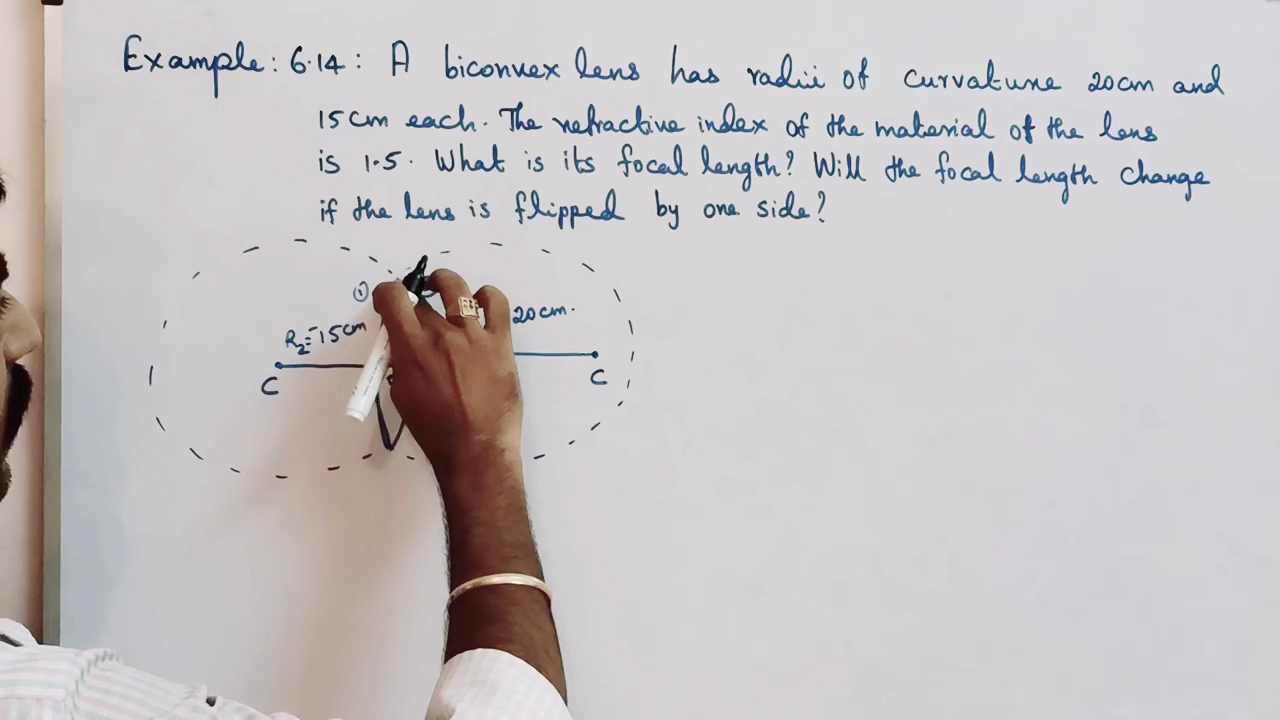 Example: 6.14: A biconvex lens has radii of curvature 20cm and
15cm each. The refractive index of the material of the lens
is 1.5. What is its focal length? Will the focal length change
if the lens is flipped by one side?
①
R₂=-15cm
20cm.
C
C